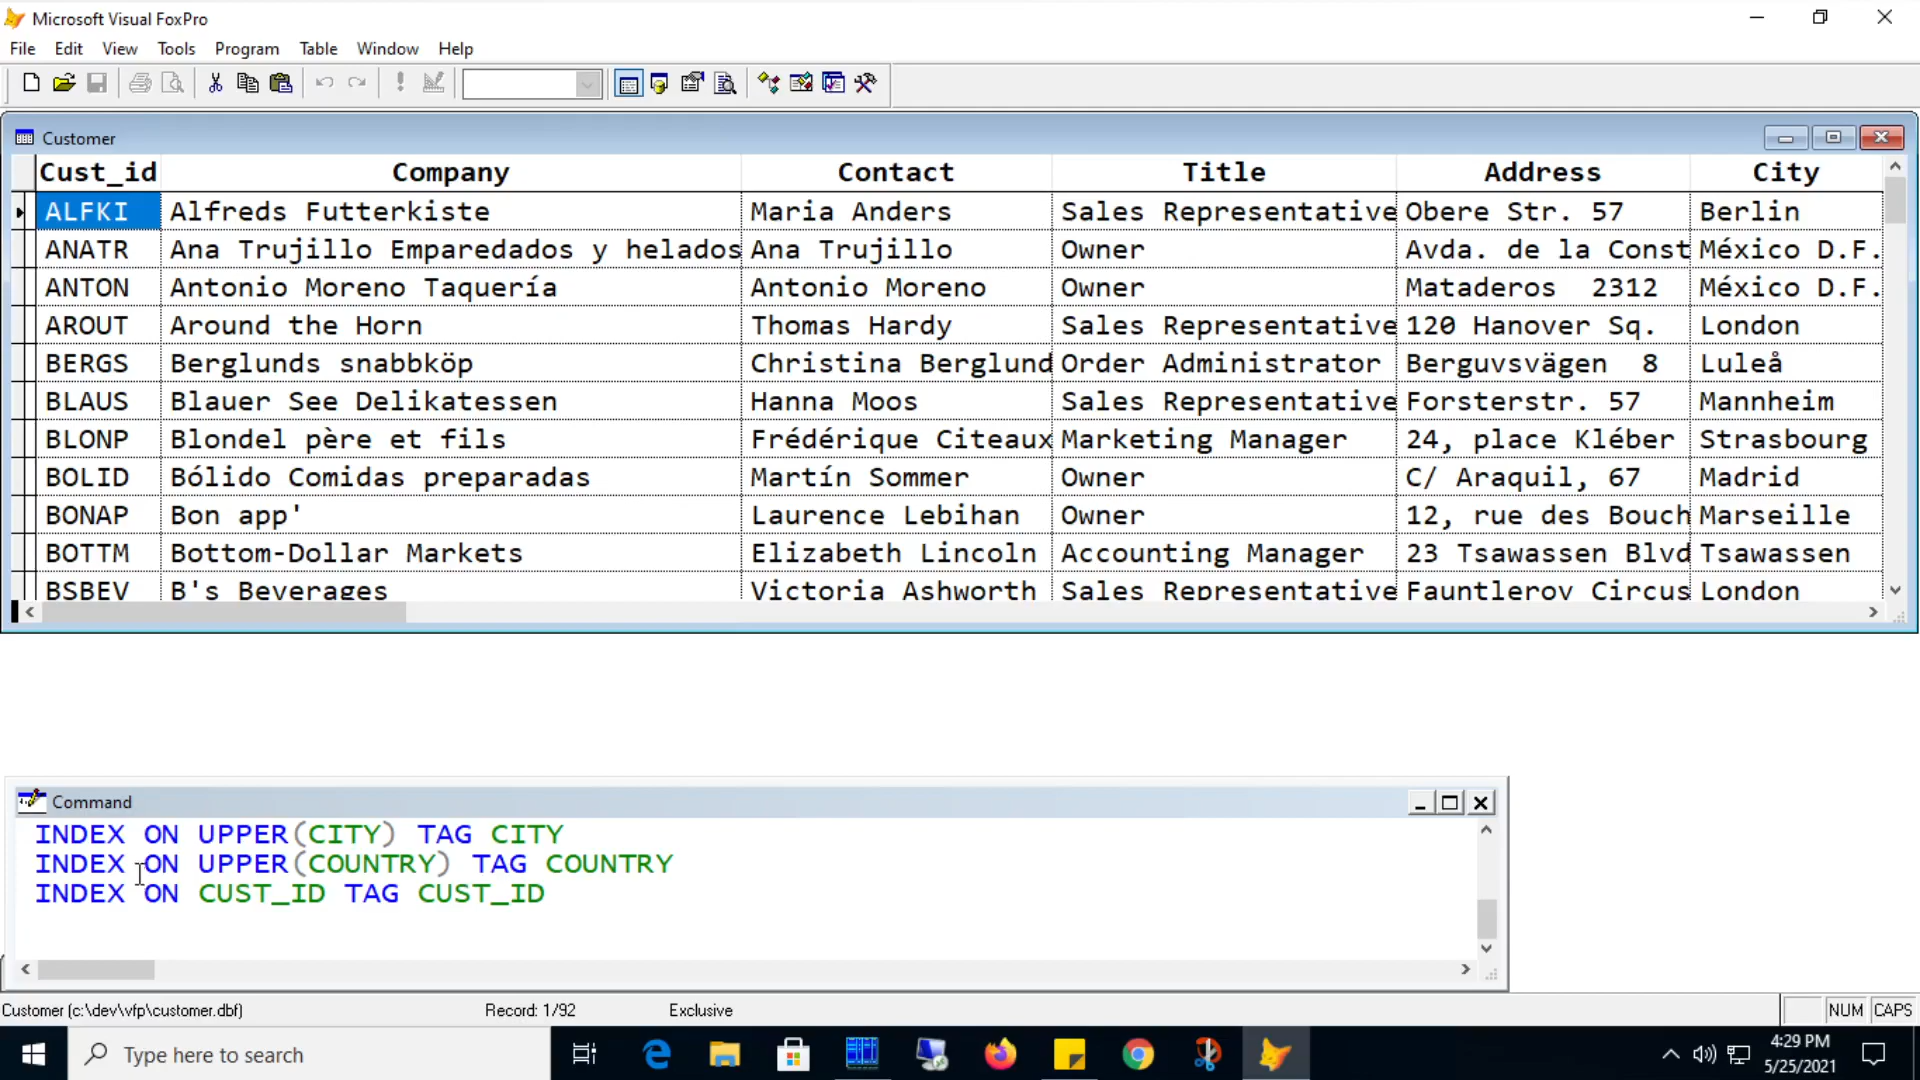 Microsoft Visual FoxPro
File Edit View Tools Program Table Window Help
Customer
Cust_id Company Contact Title Address City
ALFKI Alfreds Futterkiste Maria Anders Sales Representative Obere Str. 57 Berlin
ANATR Ana Trujillo Emparedados y helados Ana Trujillo Owner Avda. de la Const México D.F.
ANTON Antonio Moreno Taquería Antonio Moreno Owner Mataderos 2312 México D.F.
AROUT Around the Horn Thomas Hardy Sales Representative 120 Hanover Sq. London
BERGS Berglunds snabbköp Christina Berglund Order Administrator Berguvsvägen 8 Luleå
BLAUS Blauer See Delikatessen Hanna Moos Sales Representative Forsterstr. 57 Mannheim
BLONP Blondel père et fils Frédérique Citeaux Marketing Manager 24, place Kléber Strasbourg
BOLID Bólido Comidas preparadas Martín Sommer Owner C/ Araquil, 67 Madrid
BONAP Bon app' Laurence Lebihan Owner 12, rue des Bouch Marseille
BOTTM Bottom-Dollar Markets Elizabeth Lincoln Accounting Manager 23 Tsawassen Blvd Tsawassen
BSBEV B's Beverages Victoria Ashworth Sales Representative Fauntleroy Circus London
Command
INDEX ON UPPER(CITY) TAG CITY
INDEX ON UPPER(COUNTRY) TAG COUNTRY
INDEX ON CUST_ID TAG CUST_ID
Customer (c:\dev\vfp\customer.dbf) Record: 1/92 Exclusive NUM CAPS
Type here to search
4:29 PM
5/25/2021